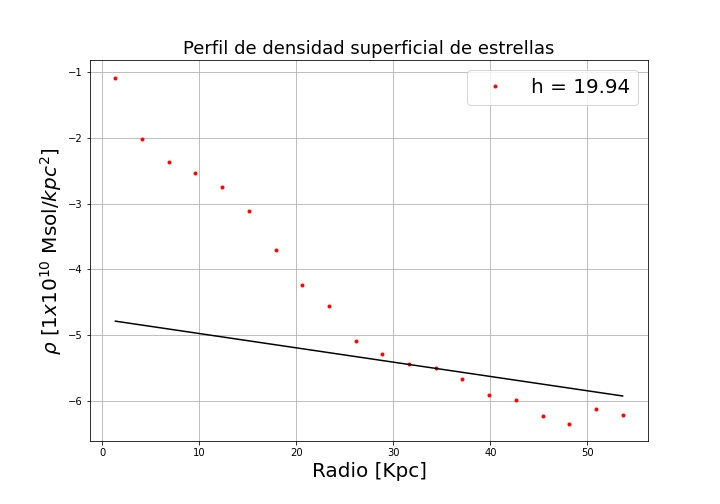 Perfil de densidad superficial de estrellas
h = 19.94
ρ [1x10¹⁰ Msol/kpc²]
−1
−2
−3
−4
−5
−6
0 10 20 30 40 50
Radio [Kpc]